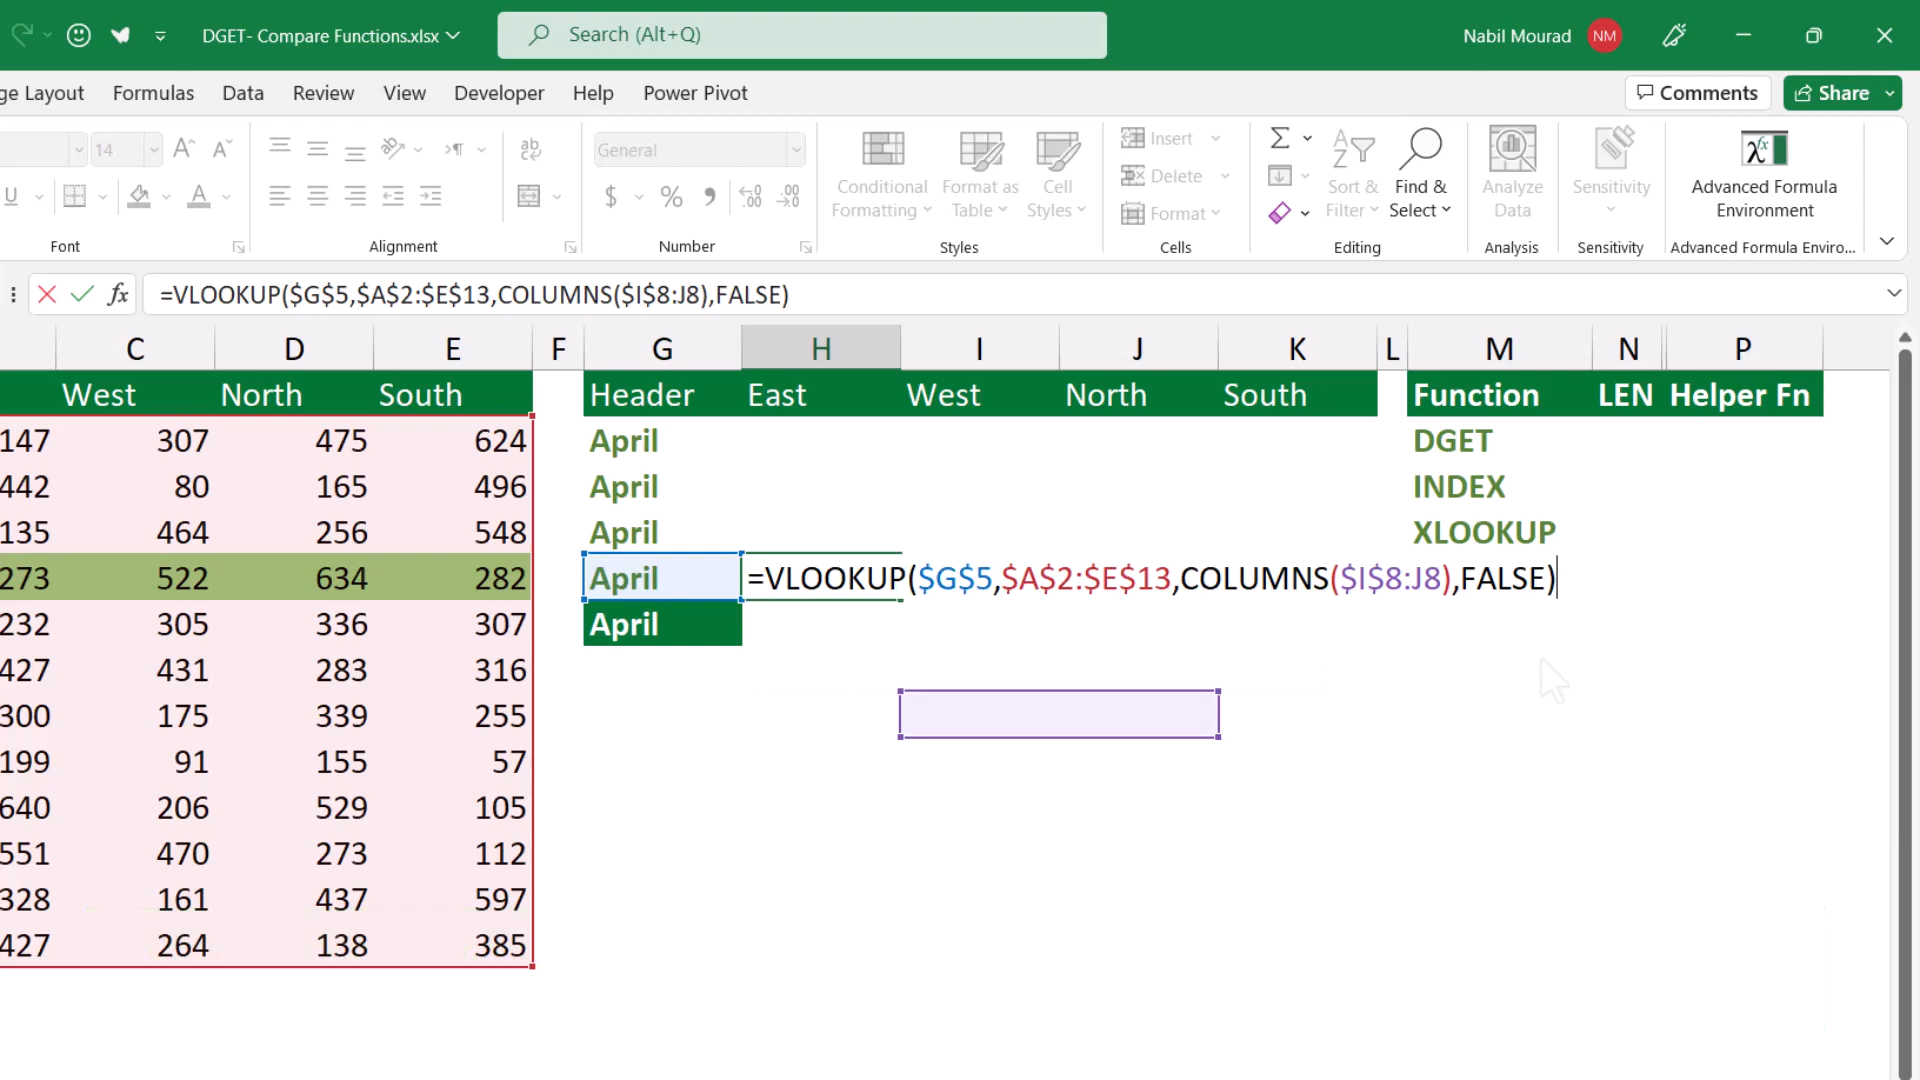 DGET- Compare Functions.xlsx
Search (Alt+Q)
Nabil Mourad NM
ge Layout Formulas Data Review View Developer Help Power Pivot
Comments Share
14 General
Insert
Delete
Format
Conditional Formatting
Format as Table
Cell Styles
Sort & Filter
Find & Select
Analyze Data
Sensitivity
Advanced Formula Environment
Font Alignment Number Styles Cells Editing Analysis Sensitivity Advanced Formula Enviro...
=VLOOKUP($G$5,$A$2:$E$13,COLUMNS($I$8:J8),FALSE)
C D E F G H I J K L M N P
West North South Header East West North South Function LEN Helper Fn
147 307 475 624 April DGET
442 80 165 496 April INDEX
135 464 256 548 April XLOOKUP
273 522 634 282 April =VLOOKUP($G$5,$A$2:$E$13,COLUMNS($I$8:J8),FALSE)
232 305 336 307 April
427 431 283 316
300 175 339 255
199 91 155 57
640 206 529 105
551 470 273 112
328 161 437 597
427 264 138 385